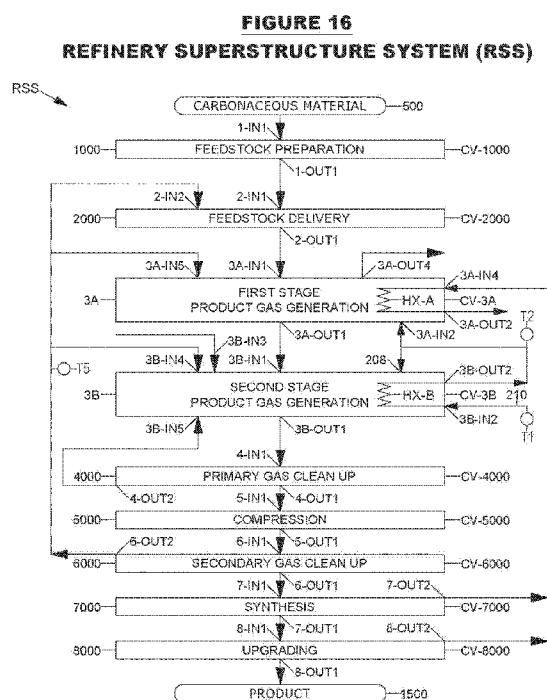 FIGURE 16
REFINERY SUPERSTRUCTURE SYSTEM (RSS)
RSS
CARBONACEOUS MATERIAL 500
1-IN1
1000 FEEDSTOCK PREPARATION CV-1000
1-OUT1
2-IN2 2-IN1
2000 FEEDSTOCK DELIVERY CV-2000
2-OUT1
3A-IN5 3A-IN1 3A-OUT4
3A-IN4
3A FIRST STAGE PRODUCT GAS GENERATION HX-A CV-3A
3A-OUT2
T2
3A-OUT1 3A-IN2
3B-IN3
3B-IN4 3B-IN1 208 3B-OUT2
T5
3B SECOND STAGE PRODUCT GAS GENERATION HX-B CV-3B 210
3B-IN2
T1
3B-IN5 3B-OUT1
4-IN1
4000 PRIMARY GAS CLEAN UP CV-4000
4-OUT2 5-IN1 4-OUT1
5000 COMPRESSION CV-5000
6-OUT2 6-IN1 5-OUT1
6000 SECONDARY GAS CLEAN UP CV-6000
7-IN1 6-OUT1 7-OUT2
7000 SYNTHESIS CV-7000
8-IN1 7-OUT1 8-OUT2
8000 UPGRADING CV-8000
8-OUT1
PRODUCT 1500